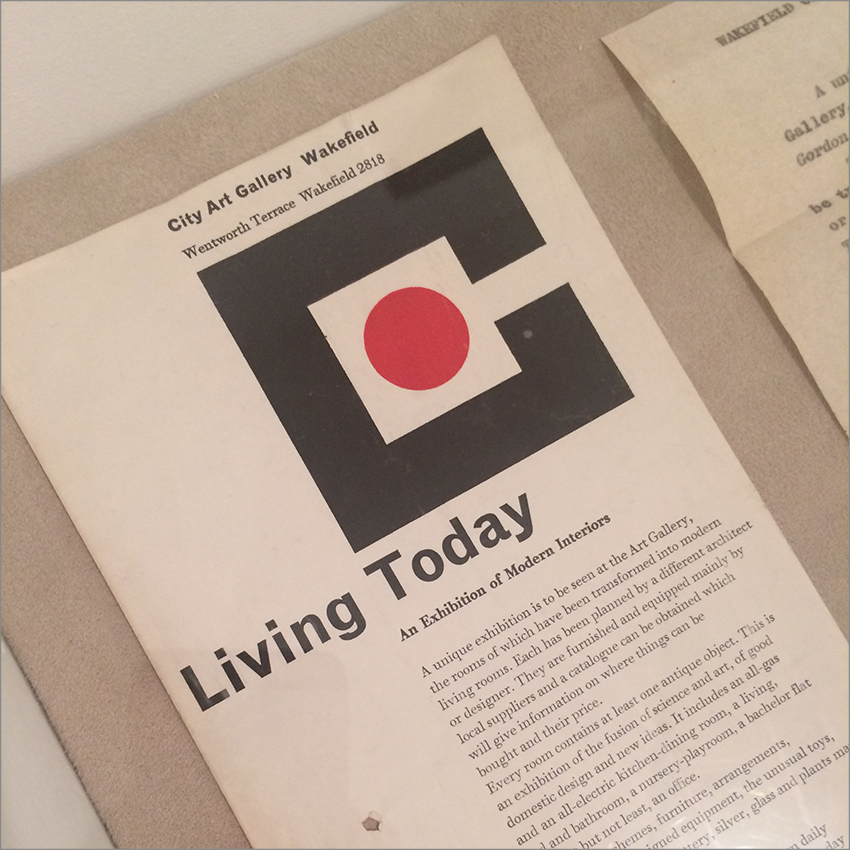 City Art Gallery Wakefield
Wentworth Terrace Wakefield 2818
Living Today
An Exhibition of Modern Interiors
A unique exhibition is to be seen at the Art Gallery,
the rooms of which have been transformed into modern
living rooms. Each has been planned by a different architect
or designer. They are furnished and equipped mainly by
local suppliers and a catalogue can be obtained which
will give information on where things can be
bought and their price.
Every room contains at least one antique object. This is
an exhibition of the fusion of science and art, of good
domestic design and new ideas. It includes an all-gas
and an all-electric kitchen-dining room, a living,
and bathroom, a nursery-playroom, a bachelor flat
but not least, an office.
furniture, arrangements,
equipment, the unusual toys,
silver, glass and plants
daily
WAKEFIELD
A
Gallery
Gordon
be
or